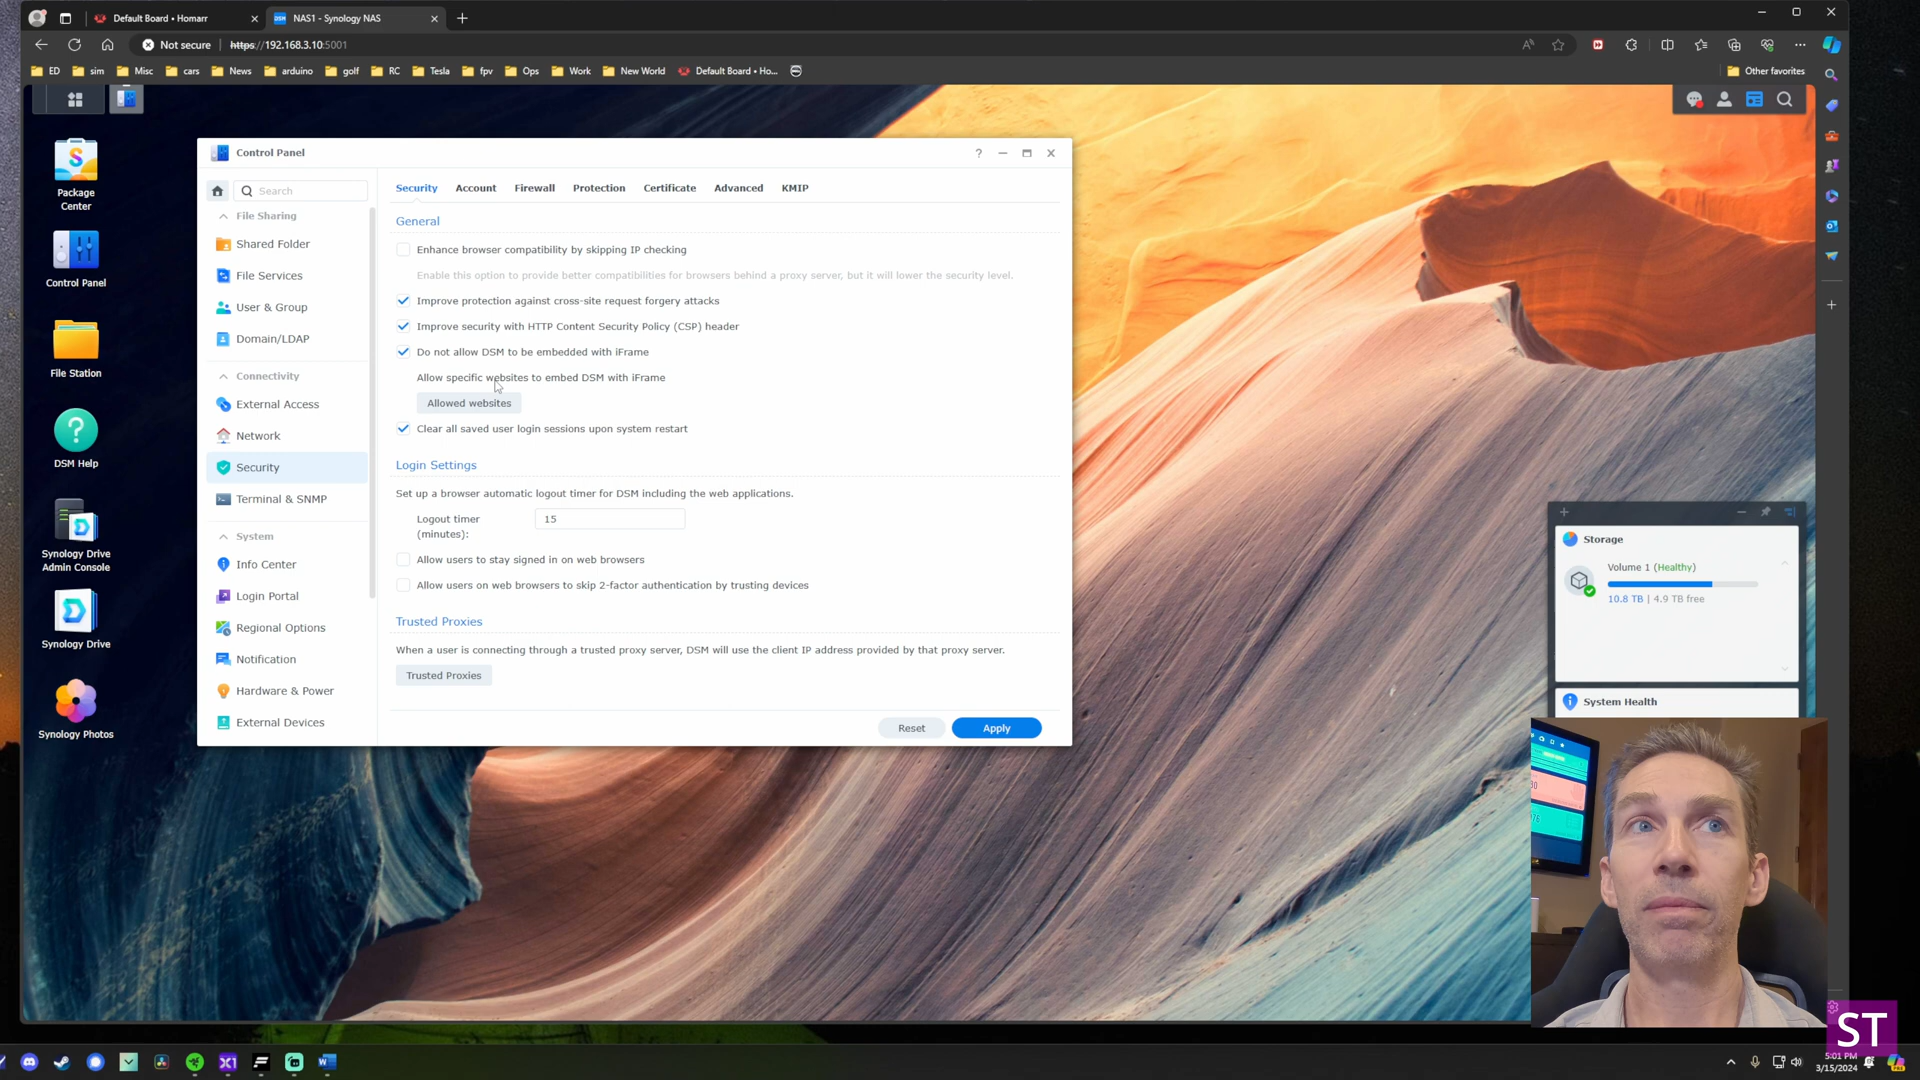 Default Board • Homarr
DSM
NAS1 - Synology NAS
Not secure
https://192.168.3.10:5001
ED
sim
Misc
cars
News
arduino
golf
RC
Tesla
fpv
Ops
Work
New World
Default Board • Ho...
Other favorites
Package
Center
Control Panel
File Station
DSM Help
Synology Drive
Admin Console
Synology Drive
Synology Photos
Control Panel
?
Search
File Sharing
Shared Folder
File Services
User & Group
Domain/LDAP
Connectivity
External Access
Network
Security
Terminal & SNMP
System
Info Center
Login Portal
Regional Options
Notification
Hardware & Power
External Devices
Security
Account
Firewall
Protection
Certificate
Advanced
KMIP
General
Enhance browser compatibility by skipping IP checking
Enable this option to provide better compatibilities for browsers behind a proxy server, but it will lower the security level.
Improve protection against cross-site request forgery attacks
Improve security with HTTP Content Security Policy (CSP) header
Do not allow DSM to be embedded with iFrame
Allow specific websites to embed DSM with iFrame
Allowed websites
Clear all saved user login sessions upon system restart
Login Settings
Set up a browser automatic logout timer for DSM including the web applications.
Logout timer
(minutes):
15
Allow users to stay signed in on web browsers
Allow users on web browsers to skip 2-factor authentication by trusting devices
Trusted Proxies
When a user is connecting through a trusted proxy server, DSM will use the client IP address provided by that proxy server.
Trusted Proxies
Reset
Apply
Storage
Volume 1 (Healthy)
10.8 TB | 4.9 TB free
System Health
ST
5:01 PM
3/15/2024